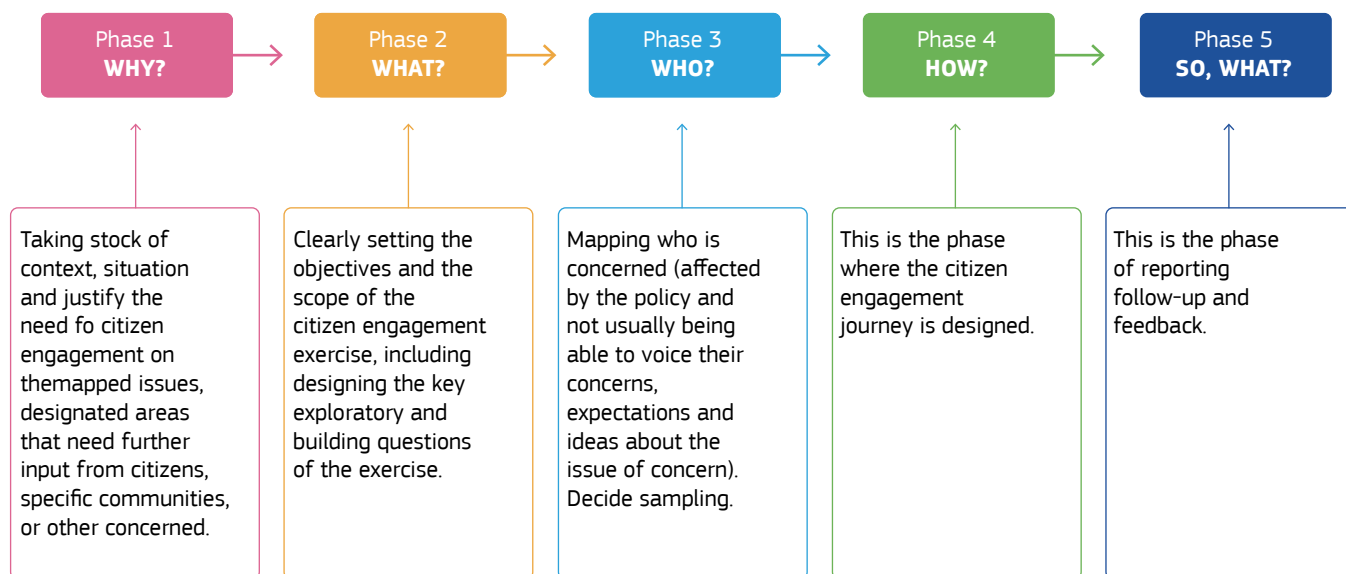 Phase 1
WHY?
Phase 2
WHAT?
Phase 3
WHO?
Phase 4
HOW?
Phase 5
SO, WHAT?
Taking stock of
context, situation
and justify the
need fo citizen
engagement on
themapped issues,
designated areas
that need further
input from citizens,
specific communities,
or other concerned.
Clearly setting the
objectives and the
scope of the
citizen engagement
exercise, including
designing the key
exploratory and
building questions
of the exercise.
Mapping who is
concerned (affected
by the policy and
not usually being
able to voice their
concerns,
expectations and
ideas about the
issue of concern).
Decide sampling.
This is the phase
where the citizen
engagement
journey is designed.
This is the phase
of reporting
follow-up and
feedback.